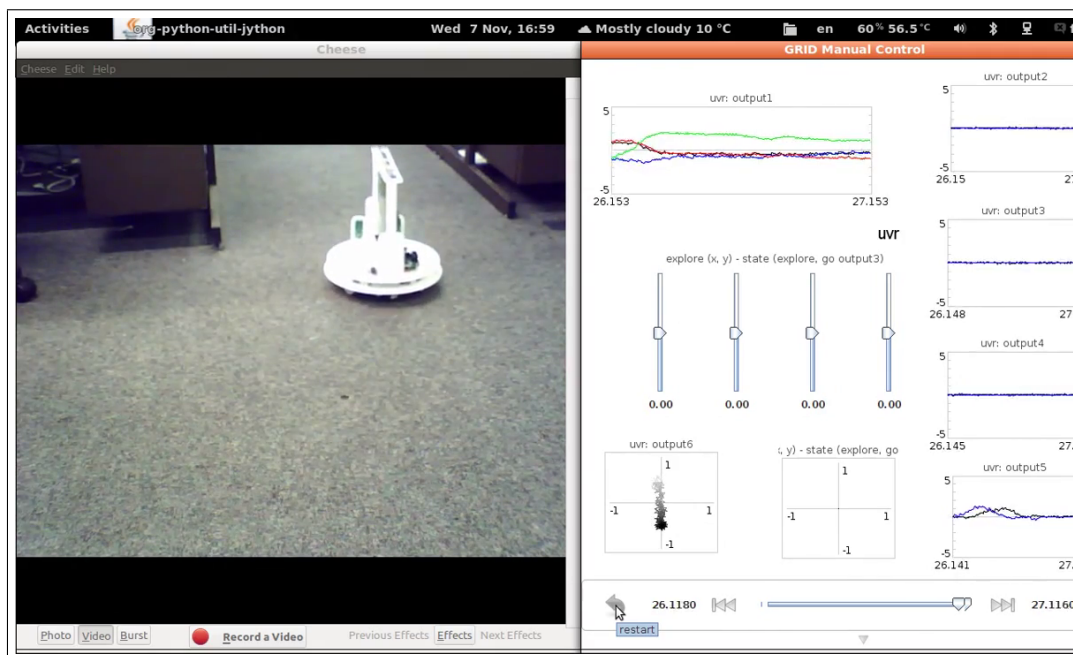 Activities org-python-util-jython Wed 7 Nov, 16:59 Mostly cloudy 10 °C en 60% 56.5°C
Cheese
GRID Manual Control
Cheese Edit Help
uvr: output1
5
-5
26.153 27.153
uvr: output2
5
-5
26.15 27
uvr: output3
-5
26.148 27.
uvr
explore (x, y) - state (explore, go output3)
0.00 0.00 0.00 0.00
uvr: output4
5
-5
26.145 27.
uvr: output6
1
-1 1
-1
, y) - state (explore, go
1
-1 1
-1
uvr: output5
5
-5
26.141 27.
26.1180 27.1160
restart
Photo Video Burst Record a Video Previous Effects Effects Next Effects